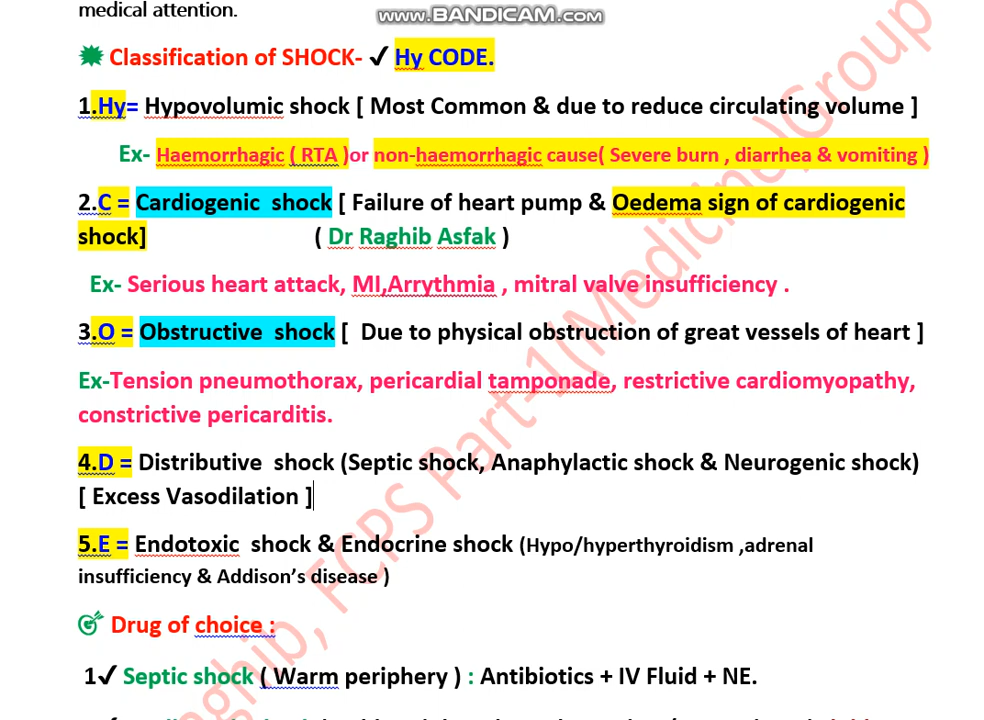 medical attention.
www.BANDICAM.com
Classification of SHOCK- ✓ Hy CODE.
1.Hy= Hypovolumic shock [ Most Common & due to reduce circulating volume ]
Ex- Haemorrhagic ( RTA )or non-haemorrhagic cause( Severe burn , diarrhea & vomiting )
2.C = Cardiogenic shock [ Failure of heart pump & Oedema sign of cardiogenic
shock] ( Dr Raghib Asfak )
Ex- Serious heart attack, MI,Arrythmia , mitral valve insufficiency .
3.O = Obstructive shock [ Due to physical obstruction of great vessels of heart ]
Ex-Tension pneumothorax, pericardial tamponade, restrictive cardiomyopathy,
constrictive pericarditis.
4.D = Distributive shock (Septic shock, Anaphylactic shock & Neurogenic shock)
[ Excess Vasodilation ]
5.E = Endotoxic shock & Endocrine shock (Hypo/hyperthyroidism ,adrenal
insufficiency & Addison's disease )
Drug of choice :
1✓ Septic shock ( Warm periphery ) : Antibiotics + IV Fluid + NE.
FCPS Part-1(Medicine)Group